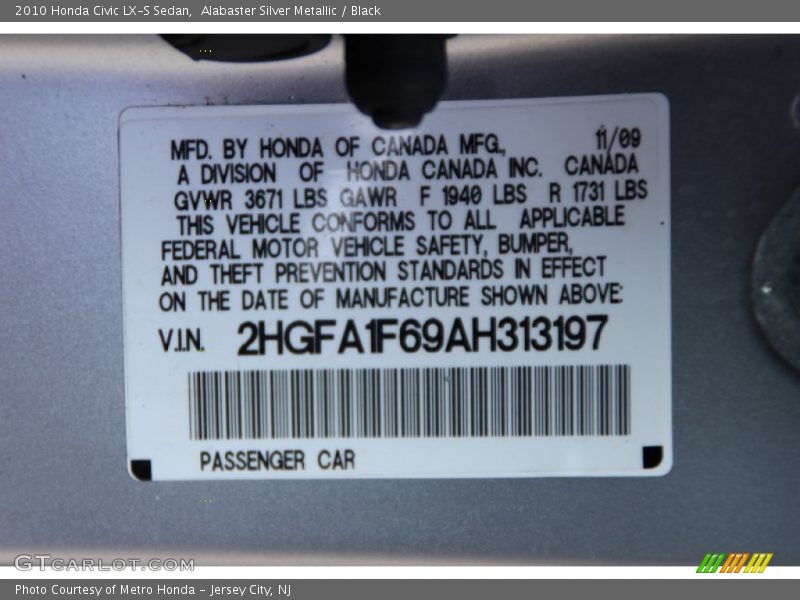 2010 Honda Civic LX-S Sedan,  Alabaster Silver Metallic / Black
MFD. BY HONDA OF CANADA MFG., 11/09
A DIVISION OF HONDA CANADA INC. CANADA
GVWR 3671 LBS GAWR F 1940 LBS R 1731 LBS
THIS VEHICLE CONFORMS TO ALL APPLICABLE
FEDERAL MOTOR VEHICLE SAFETY, BUMPER,
AND THEFT PREVENTION STANDARDS IN EFFECT
ON THE DATE OF MANUFACTURE SHOWN ABOVE:
V.I.N. 2HGFA1F69AH313197
PASSENGER CAR
GTCARLOT.COM
Photo Courtesy of Metro Honda - Jersey City, NJ